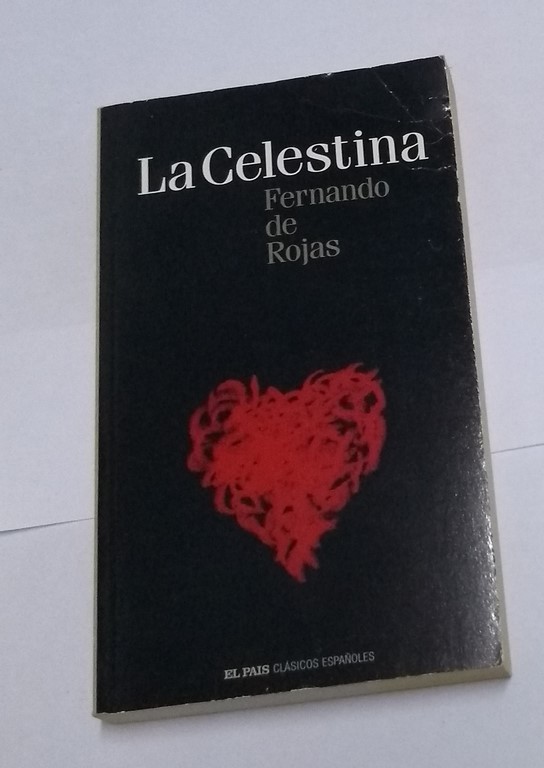 La Celestina
Fernando
de
Rojas
EL PAIS CLÁSICOS ESPAÑOLES